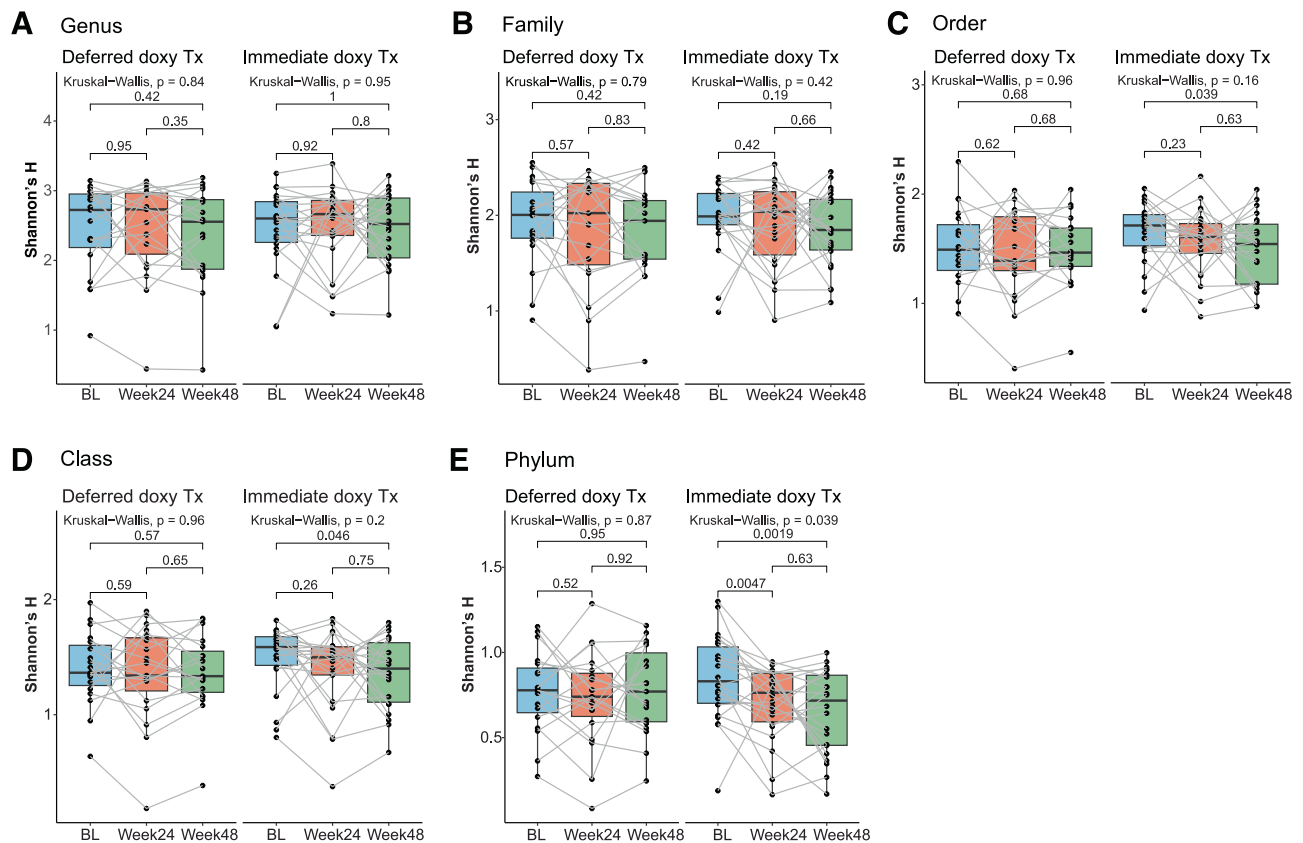 A Genus
Deferred doxy Tx Immediate doxy Tx
Kruskal−Wallis, p = 0.84 Kruskal−Wallis, p = 0.95
0.42 1
0.35 0.8
0.95 0.92
4
3
2
1
Shannon's H
BL Week24 Week48 BL Week24 Week48
B Family
Deferred doxy Tx Immediate doxy Tx
Kruskal−Wallis, p = 0.79 Kruskal−Wallis, p = 0.42
0.42 0.19
0.83 0.66
0.57 0.42
3
2
1
Shannon's H
BL Week24 Week48 BL Week24 Week48
C Order
Deferred doxy Tx Immediate doxy Tx
Kruskal−Wallis, p = 0.96 Kruskal−Wallis, p = 0.16
0.68 0.039
0.68 0.63
0.62 0.23
3
2
1
Shannon's H
BL Week24 Week48 BL Week24 Week48
D Class
Deferred doxy Tx Immediate doxy Tx
Kruskal−Wallis, p = 0.96 Kruskal−Wallis, p = 0.2
0.57 0.046
0.65 0.75
0.59 0.26
2
1
Shannon's H
BL Week24 Week48 BL Week24 Week48
E Phylum
Deferred doxy Tx Immediate doxy Tx
Kruskal−Wallis, p = 0.87 Kruskal−Wallis, p = 0.039
0.95 0.0019
0.92 0.63
0.52 0.0047
1.5
1.0
0.5
Shannon's H
BL Week24 Week48 BL Week24 Week48